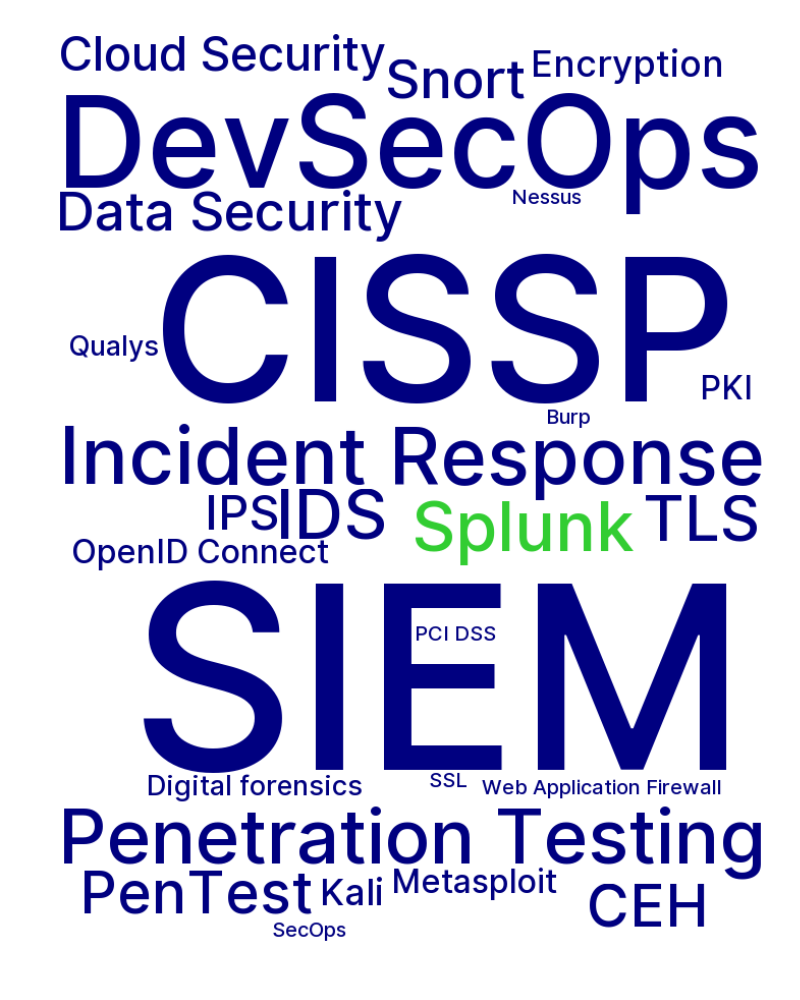 Cloud Security
Snort
Encryption
DevSecOps
Data Security
Nessus
CISSP
Qualys
PKI
Burp
Incident Response
IPS
IDS
Splunk
TLS
OpenID Connect
SIEM
PCI DSS
Digital forensics
SSL
Web Application Firewall
Penetration Testing
PenTest
Kali
Metasploit
CEH
SecOps